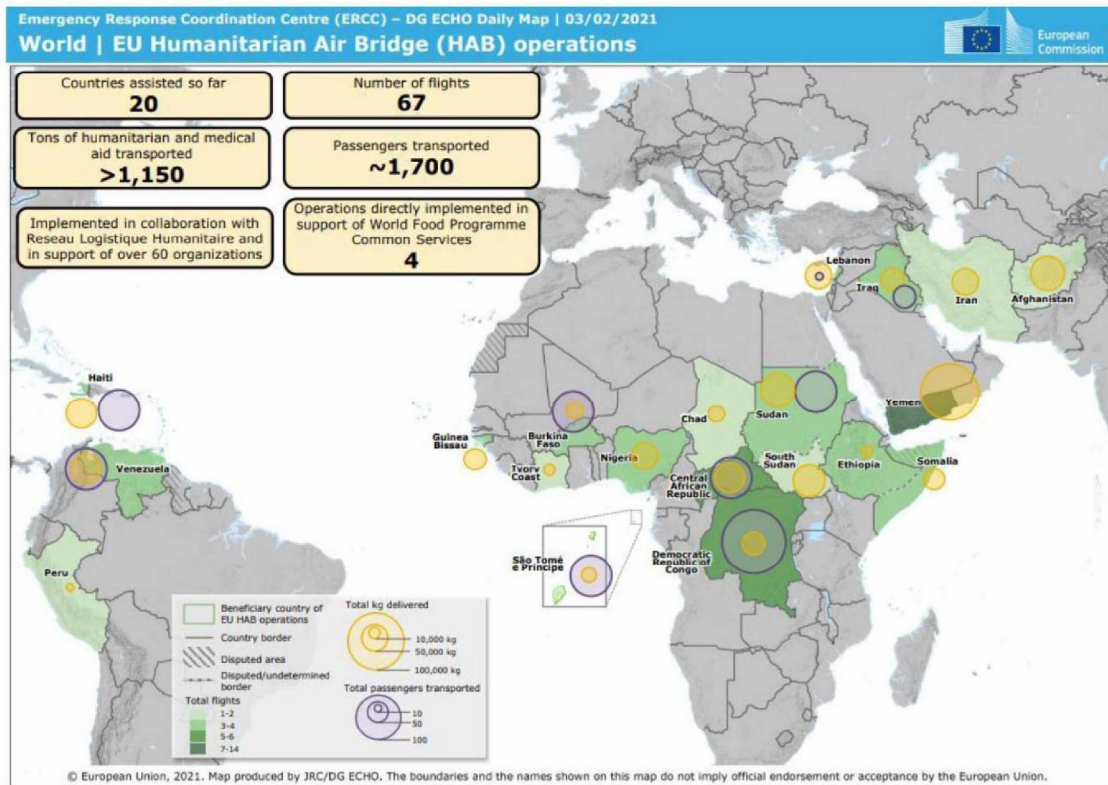 Emergency Response Coordination Centre (ERCC) – DG ECHO Daily Map | 03/02/2021
World | EU Humanitarian Air Bridge (HAB) operations
European
Commission
Countries assisted so far
20
Number of flights
67
Tons of humanitarian and medical
aid transported
>1,150
Passengers transported
~1,700
Implemented in collaboration with
Reseau Logistique Humanitaire and
in support of over 60 organizations
Operations directly implemented in
support of World Food Programme
Common Services
4
Lebanon
Iraq
Iran
Afghanistan
Haiti
Yemen
Chad
Sudan
Guinea
Bissau
Burkina
Faso
Venezuela
Ivory
Coast
Nigeria
Central
African
Republic
South
Sudan
Ethiopia
Somalia
São Tomé
e Principe
Democratic
Republic of
Congo
Peru
Beneficiary country of
EU HAB operations
Country border
Disputed area
Disputed/undetermined
border
Total flights
1-2
3-4
5-6
7-14
Total kg delivered
10,000 kg
50,000 kg
100,000 kg
Total passengers transported
10
50
100
© European Union, 2021. Map produced by JRC/DG ECHO. The boundaries and the names shown on this map do not imply official endorsement or acceptance by the European Union.